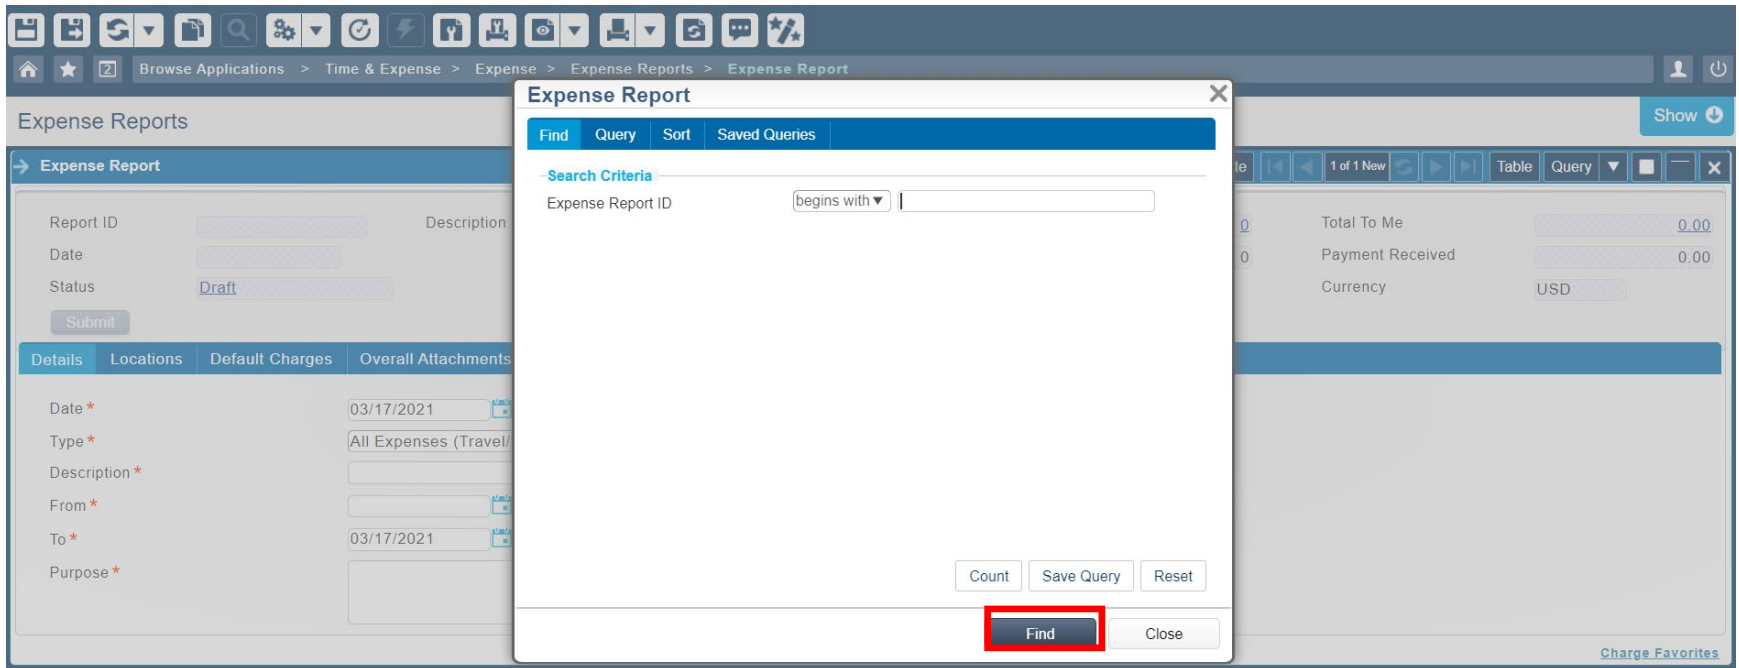 2 Browse Applications > Time & Expense > Expense > Expense Reports > Expense Report
Expense Reports
Show
Expense Report
1 of 1 New
Table
Query
Report ID
Description
0
Total To Me
0.00
Date
0
Payment Received
0.00
Status
Draft
Currency
USD
Submit
Details Locations Default Charges Overall Attachments
Date *
03/17/2021
Type *
All Expenses (Travel/
Description *
From *
To *
03/17/2021
Purpose *
Charge Favorites
Expense Report
Find Query Sort Saved Queries
Search Criteria
Expense Report ID
begins with
Count Save Query Reset
Find Close